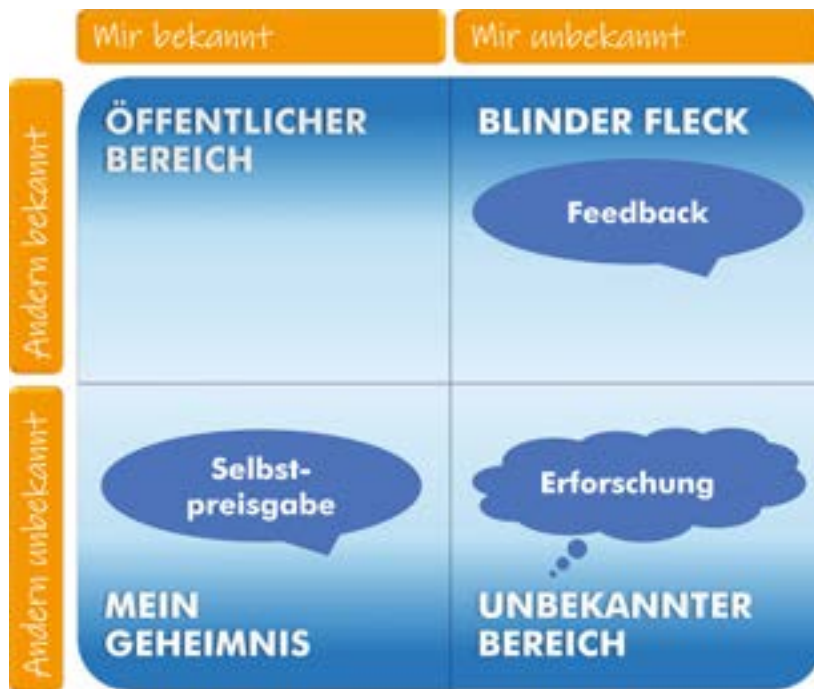 Mir bekannt
Mir unbekannt
Andern bekannt
ÖFFENTLICHER
BEREICH
BLINDER FLECK
Feedback
Andern unbekannt
Selbst-
preisgabe
MEIN
GEHEIMNIS
Erforschung
UNBEKANNTER
BEREICH